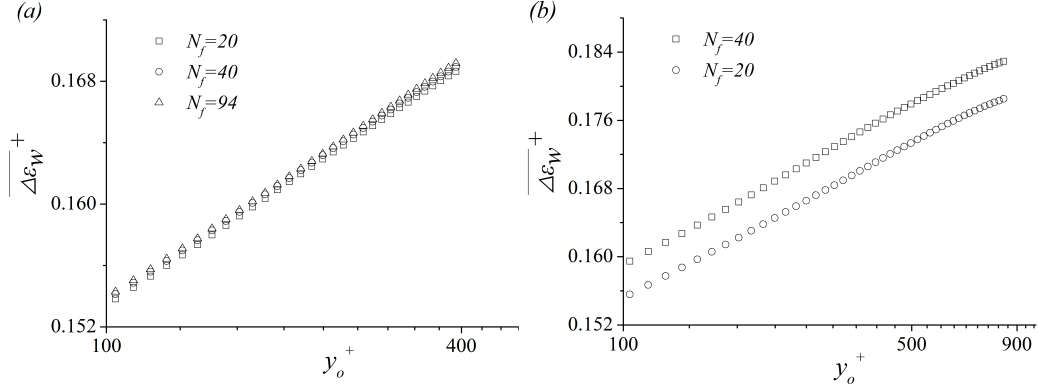 (a)
N_f=20
N_f=40
N_f=94
0.168
0.160
0.152
100
400
Δε_W^+
y_o^+
(b)
N_f=40
N_f=20
0.184
0.176
0.168
0.160
0.152
100
500
900
Δε_W^+
y_o^+